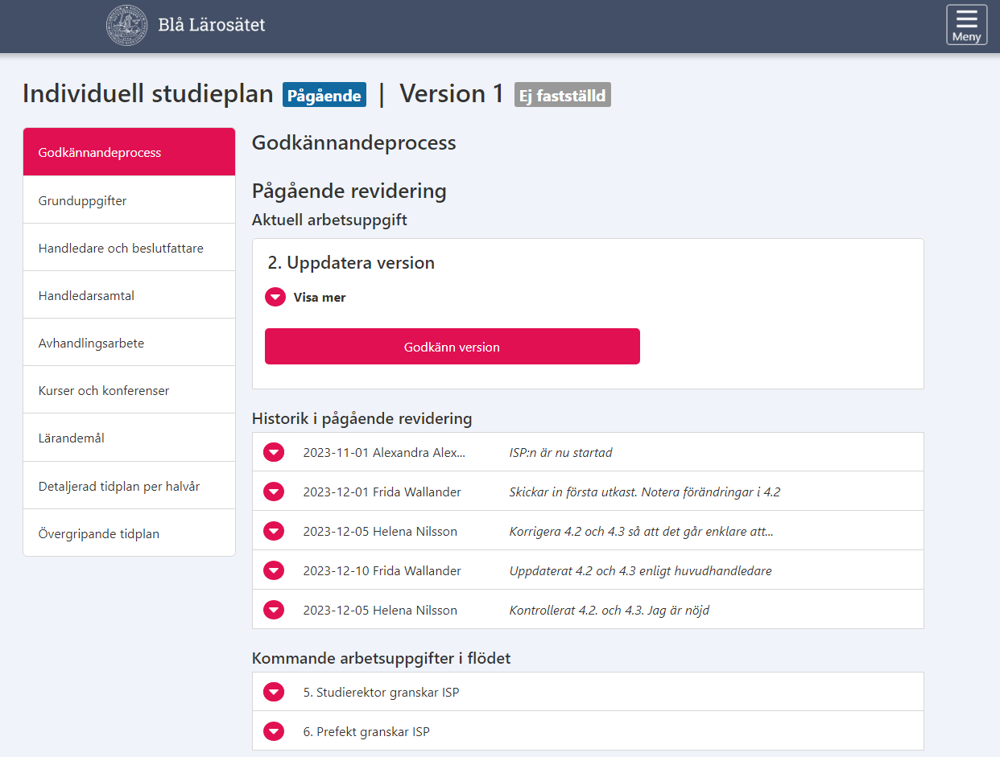 Blå Lärosätet
Meny
Individuell studieplan Pågående | Version 1 Ej fastställd
Godkännandeprocess
Grunduppgifter
Handledare och beslutfattare
Handledarsamtal
Avhandlingsarbete
Kurser och konferenser
Lärandemål
Detaljerad tidplan per halvår
Övergripande tidplan
Godkännandeprocess
Pågående revidering
Aktuell arbetsuppgift
2. Uppdatera version
Visa mer
Godkänn version
Historik i pågående revidering
2023-11-01 Alexandra Alex... ISP:n är nu startad
2023-12-01 Frida Wallander Skickar in första utkast. Notera förändringar i 4.2
2023-12-05 Helena Nilsson Korrigera 4.2 och 4.3 så att det går enklare att...
2023-12-10 Frida Wallander Uppdaterat 4.2 och 4.3 enligt huvudhandledare
2023-12-05 Helena Nilsson Kontrollerat 4.2. och 4.3. Jag är nöjd
Kommande arbetsuppgifter i flödet
5. Studierektor granskar ISP
6. Prefekt granskar ISP